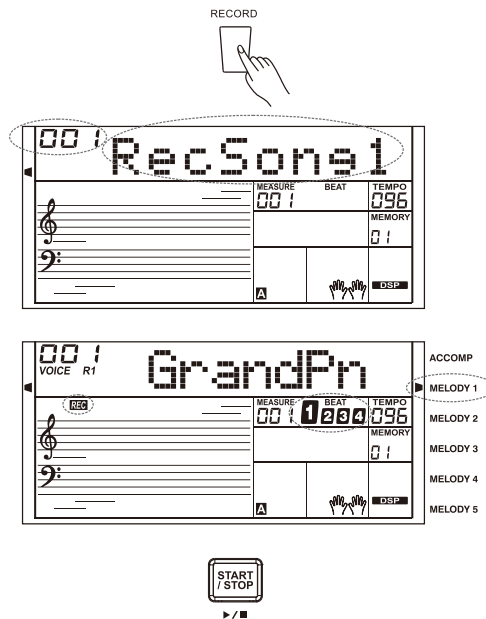 RECORD
001 RecSong1
MEASURE BEAT TEMPO
001 096
MEMORY
01
A DSP
001 GrandPn
VOICE R1
ACCOMP
MELODY 1
REC MEASURE BEAT TEMPO
001 1 2 3 4 096
MELODY 2
MEMORY
01
MELODY 3
MELODY 4
A DSP
MELODY 5
START
/ STOP